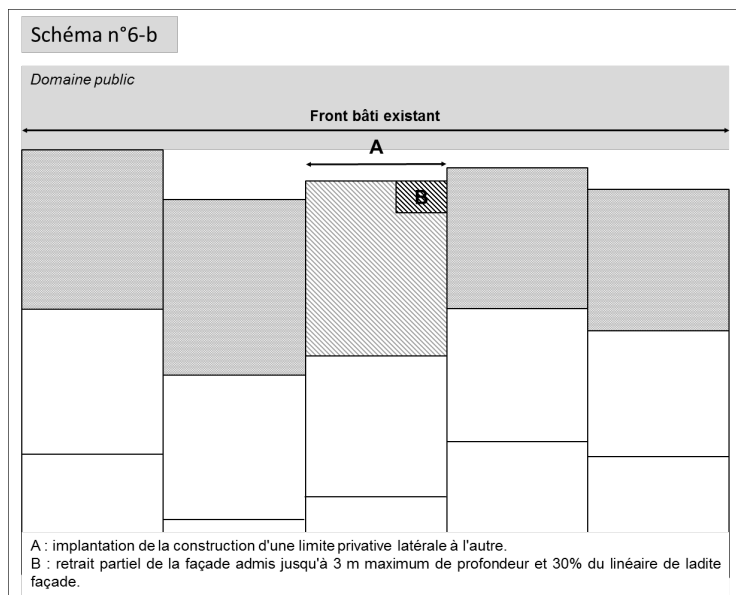 Schéma n°6-b
Domaine public
Front bâti existant
A
B
A : implantation de la construction d'une limite privative latérale à l'autre.
B : retrait partiel de la façade admis jusqu'à 3 m maximum de profondeur et 30% du linéaire de ladite
façade.